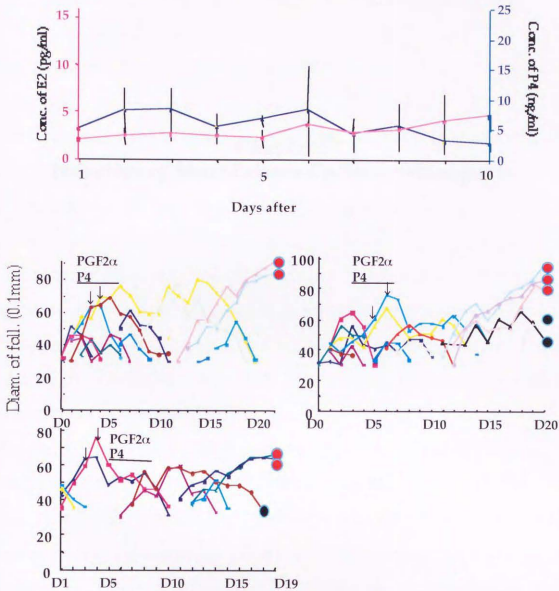 Conc. of E2 (pg/ml)
15
10
5
0
Conc. of P4 (ng/ml)
25
20
15
10
5
0
1
5
10
Days after
Diam. of foll. (0.1mm)
80
60
40
0
PGF2α
P4
D0
D5
D10
D15
D20
100
80
60
40
0
PGF2α
P4
D0
D5
D11
D15
D20
80
60
40
20
0
PGF2α
P4
D1
D5
D10
D15
D19